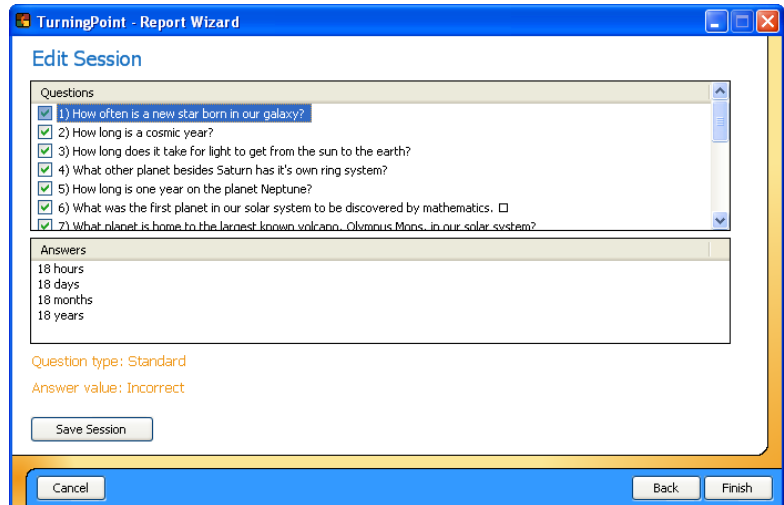 TurningPoint - Report Wizard
Edit Session
Questions
1) How often is a new star born in our galaxy?
2) How long is a cosmic year?
3) How long does it take for light to get from the sun to the earth?
4) What other planet besides Saturn has it's own ring system?
5) How long is one year on the planet Neptune?
6) What was the first planet in our solar system to be discovered by mathematics. □
7) What planet is home to the largest known volcano, Olympus Mons, in our solar system?
Answers
18 hours
18 days
18 months
18 years
Question type: Standard
Answer value: Incorrect
Save Session
Cancel
Back
Finish